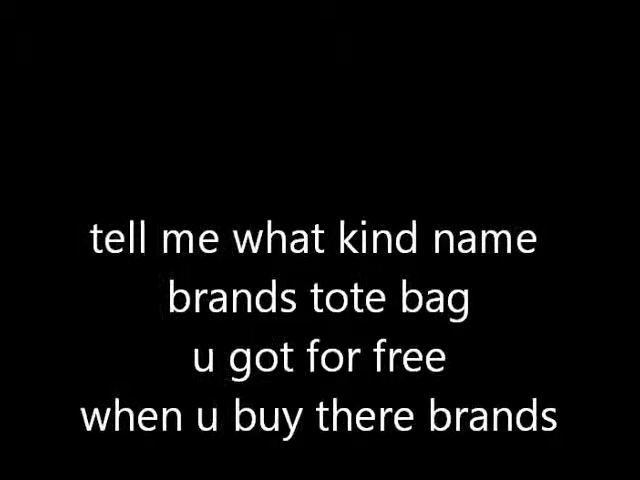 tell me what kind name
brands tote bag
u got for free
when u buy there brands